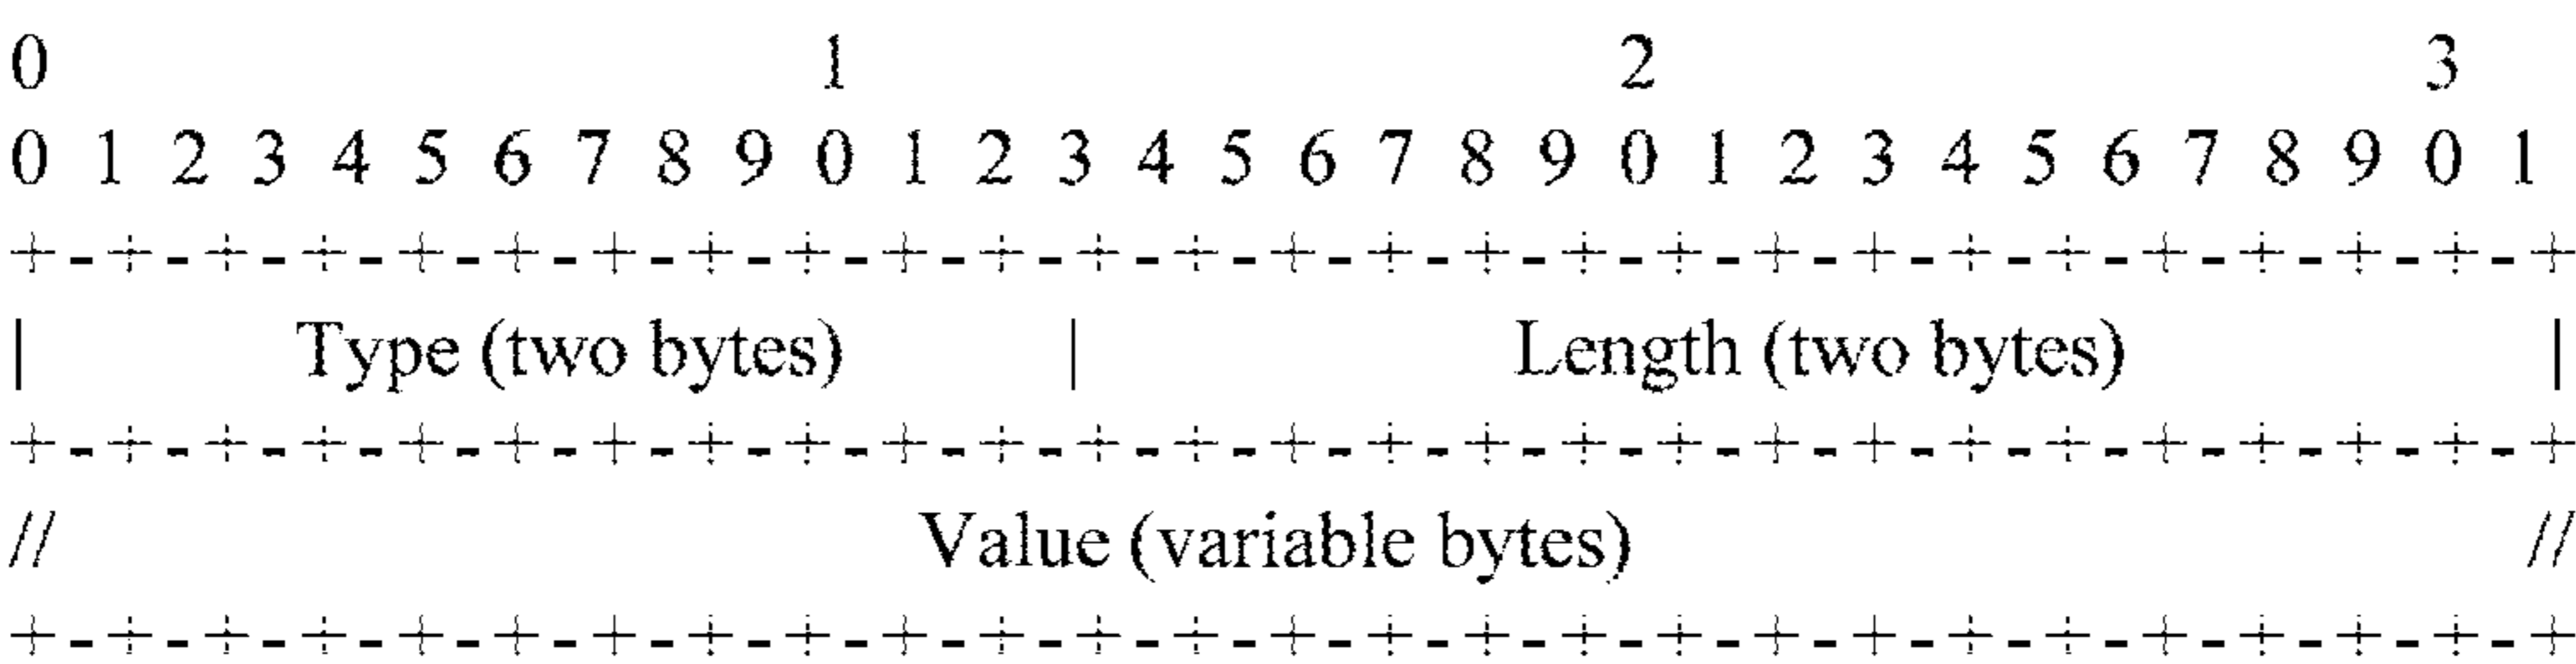 0 1 2 3
0 1 2 3 4 5 6 7 8 9 0 1 2 3 4 5 6 7 8 9 0 1 2 3 4 5 6 7 8 9 0 1
+-+-+-+-+-+-+-+-+-+-+-+-+-+-+-+-+-+-+-+-+-+-+-+-+-+-+
| Type (two bytes) | Length (two bytes) |
+-+-+-+-+-+-+-+-+-+-+-+-+-+-+-+-+-+-+-+-+-+-+-+-+-+-+
// Value (variable bytes) //
+-+-+-+-+-+-+-+-+-+-+-+-+-+-+-+-+-+-+-+-+-+-+-+-+-+-+